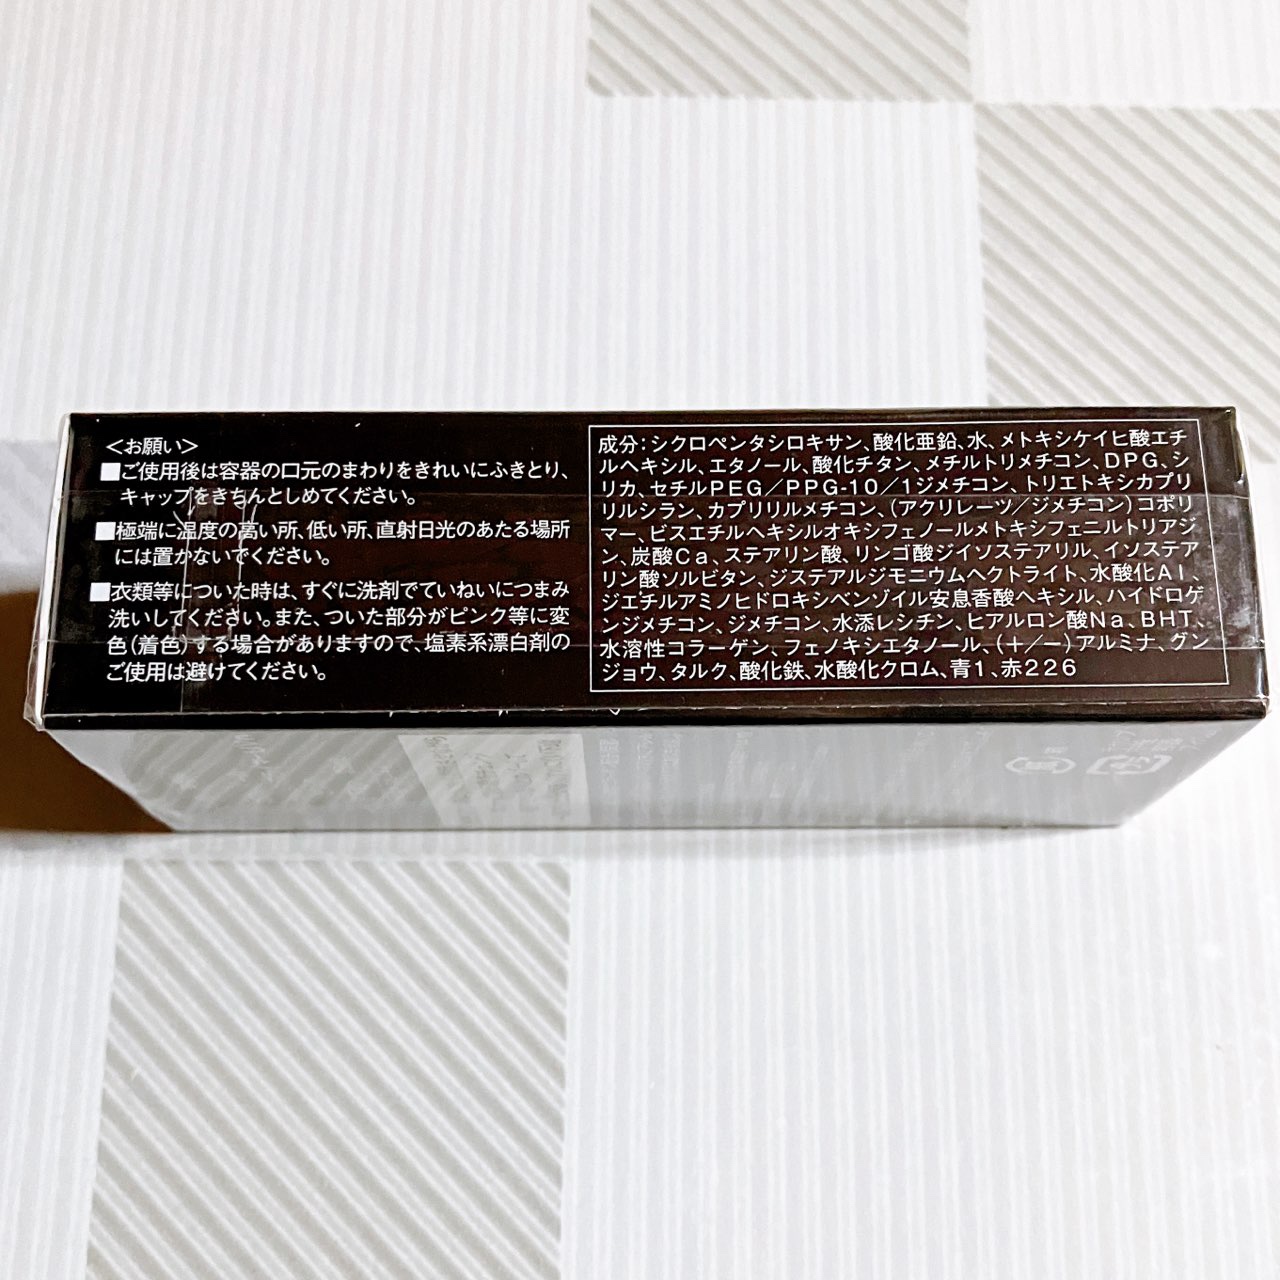 ＜お願い＞
■ご使用後は容器の口元のまわりをきれいにふきとり、
キャップをきちんとしめてください。
■極端に温度の高い所、低い所、直射日光のあたる場所
には置かないでください。
■衣類等についた時は、すぐに洗剤でていねいにつまみ
洗いしてください。また、ついた部分がピンク等に変
色（着色）する場合がありますので、塩素系漂白剤の
ご使用は避けてください。
成分：シクロペンタシロキサン、酸化亜鉛、水、メトキシケイヒ酸エチ
ルヘキシル、エタノール、酸化チタン、メチルトリメチコン、DPG、シ
リカ、セチルPEG／PPG-10／1ジメチコン、トリエトキシカプリ
リルシラン、カプリリルメチコン、（アクリレーツ／ジメチコン）コポリ
マー、ビスエチルヘキシルオキシフェノールメトキシフェニルトリアジ
ン、炭酸Ca、ステアリン酸、リンゴ酸ジイソステアリル、イソステア
リン酸ソルビタン、ジステアルジモニウムヘクトライト、水酸化Al、
ジエチルアミノヒドロキシベンゾイル安息香酸ヘキシル、ハイドロゲ
ンジメチコン、ジメチコン、水添レシチン、ヒアルロン酸Na、BHT、
水溶性コラーゲン、フェノキシエタノール、（＋／－）アルミナ、グン
ジョウ、タルク、酸化鉄、水酸化クロム、青1、赤226